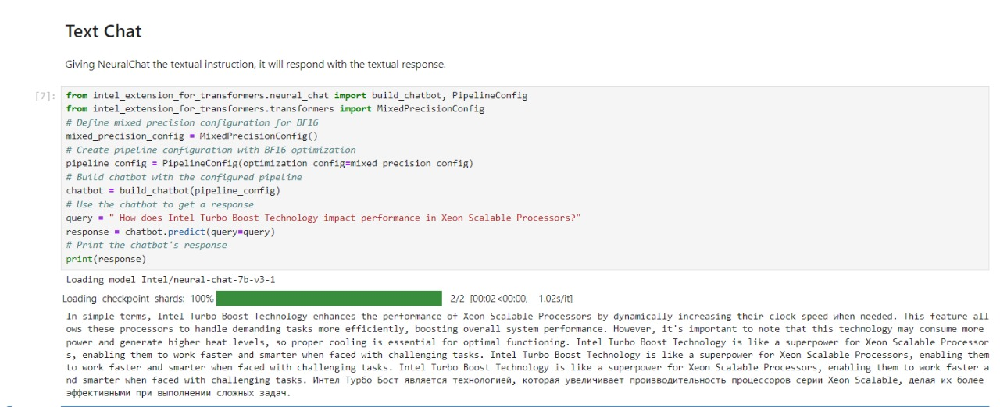 Text Chat
Giving NeuralChat the textual instruction, it will respond with the textual response.
[7]:
from intel_extension_for_transformers.neural_chat import build_chatbot, PipelineConfig
from intel_extension_for_transformers.transformers import MixedPrecisionConfig
# Define mixed precision configuration for BF16
mixed_precision_config = MixedPrecisionConfig()
# Create pipeline configuration with BF16 optimization
pipeline_config = PipelineConfig(optimization_config=mixed_precision_config)
# Build chatbot with the configured pipeline
chatbot = build_chatbot(pipeline_config)
# Use the chatbot to get a response
query = " How does Intel Turbo Boost Technology impact performance in Xeon Scalable Processors?"
response = chatbot.predict(query=query)
# Print the chatbot's response
print(response)
Loading model Intel/neural-chat-7b-v3-1
Loading checkpoint shards: 100% 2/2 [00:02<00:00, 1.02s/it]
In simple terms, Intel Turbo Boost Technology enhances the performance of Xeon Scalable Processors by dynamically increasing their clock speed when needed. This feature all
ows these processors to handle demanding tasks more efficiently, boosting overall system performance. However, it's important to note that this technology may consume more
power and generate higher heat levels, so proper cooling is essential for optimal functioning. Intel Turbo Boost Technology is like a superpower for Xeon Scalable Processor
s, enabling them to work faster and smarter when faced with challenging tasks. Intel Turbo Boost Technology is like a superpower for Xeon Scalable Processors, enabling them
to work faster and smarter when faced with challenging tasks. Intel Turbo Boost Technology is like a superpower for Xeon Scalable Processors, enabling them to work faster a
nd smarter when faced with challenging tasks. Интел Турбо Бост является технологией, которая увеличивает производительность процессоров серии Xeon Scalable, делая их более
эффективными при выполнении сложных задач.